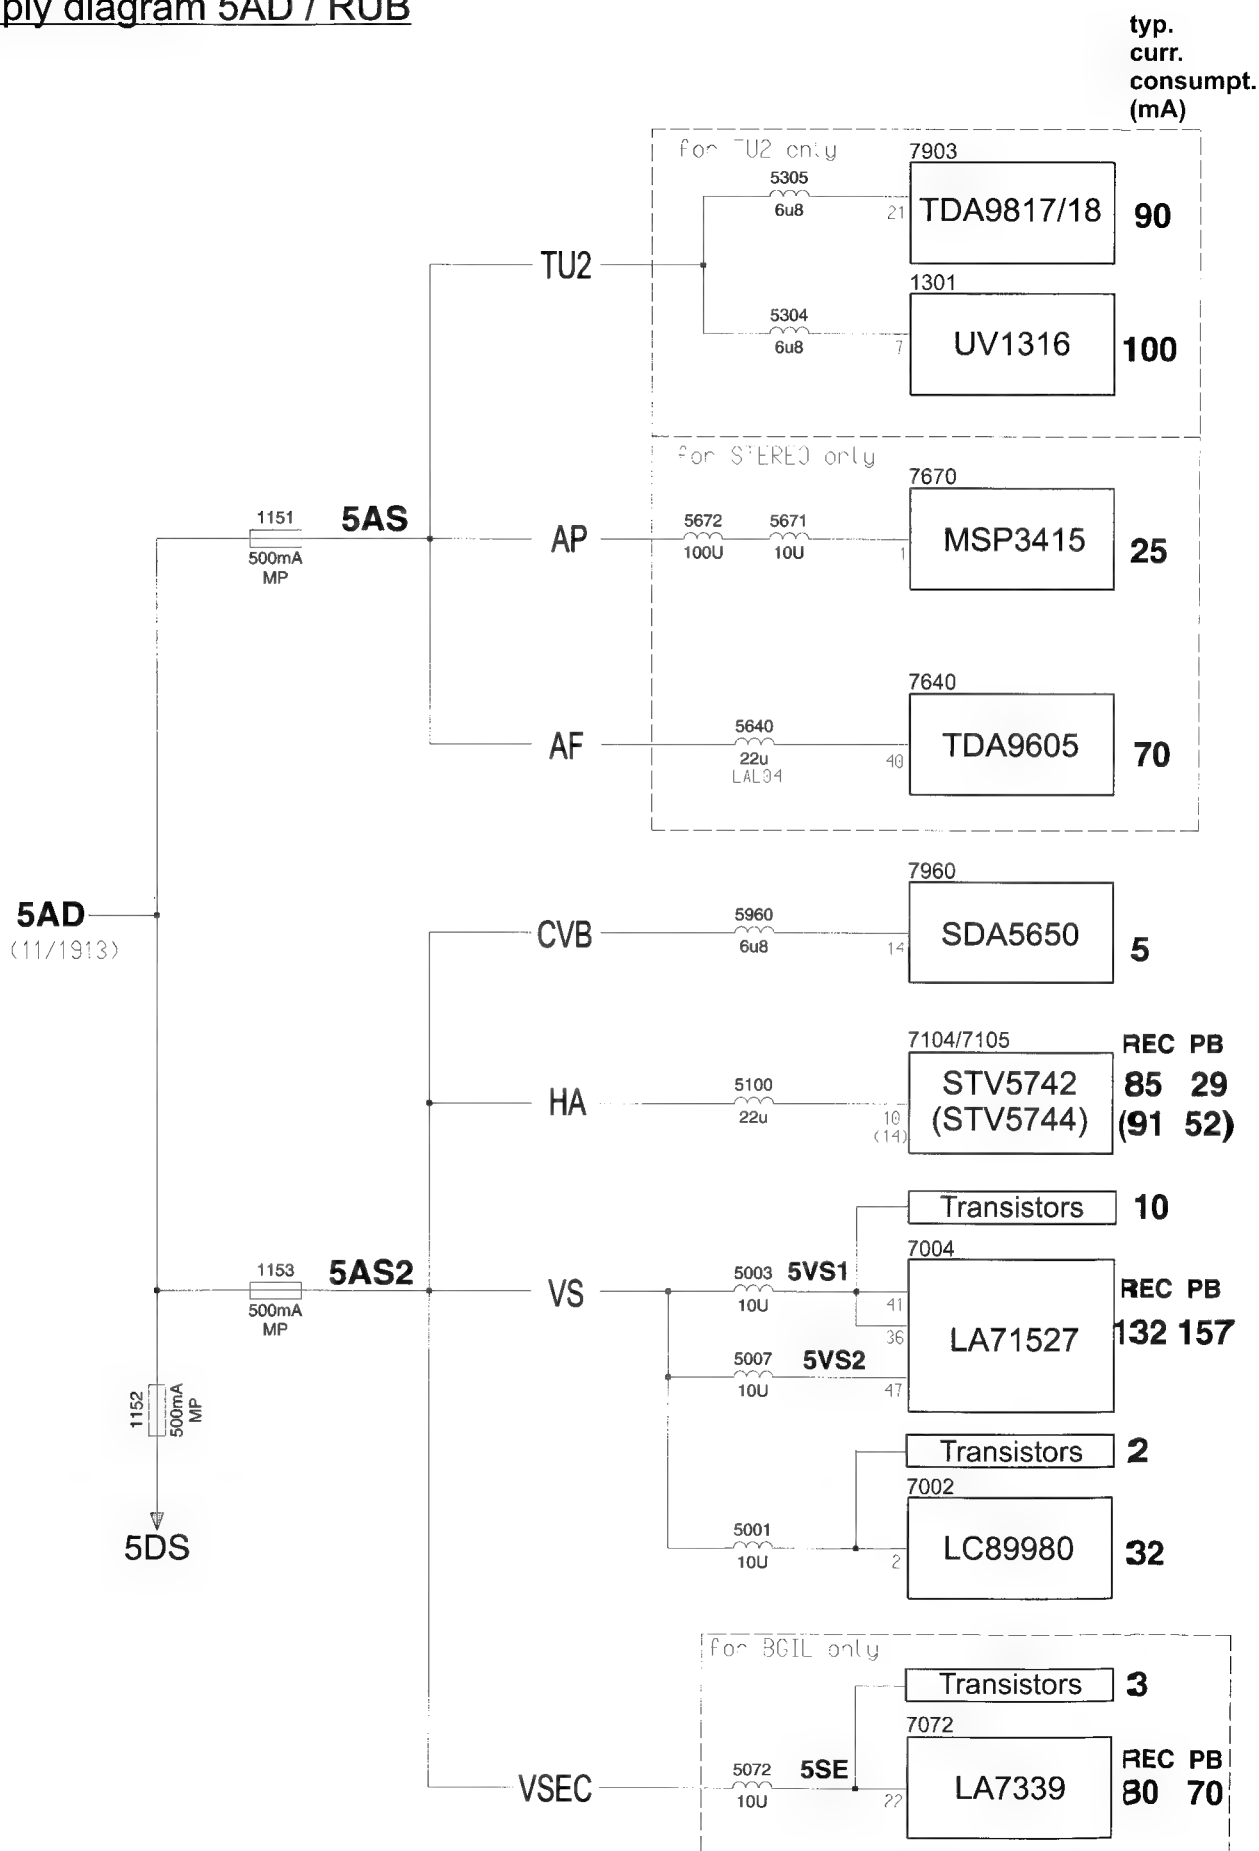 ply diagram 5AD / RUB
typ.
curr.
consumpt.
(mA)
for TU2 only
7903
5305
6u8
21
TDA9817/18
90
TU2
1301
5304
6u8
7
UV1316
100
for STEREO only
7670
1151
500mA
MP
5AS
AP
5672
100U
5671
10U
1
MSP3415
25
7640
AF
5640
22u
LAL04
40
TDA9605
70
7960
5AD
(11/1913)
CVB
5960
6u8
14
SDA5650
5
7104/7105
REC PB
HA
5100
22u
10
(14)
STV5742
(STV5744)
85 29
(91 52)
Transistors
10
7004
1153
500mA
MP
5AS2
VS
5003
10U
5VS1
41
36
REC PB
LA71527
132 157
5007
10U
5VS2
47
1152
500mA
MP
Transistors
2
7002
5DS
5001
10U
2
LC89980
32
for BGIL only
Transistors
3
7072
VSEC
5072
10U
5SE
22
LA7339
REC PB
80 70